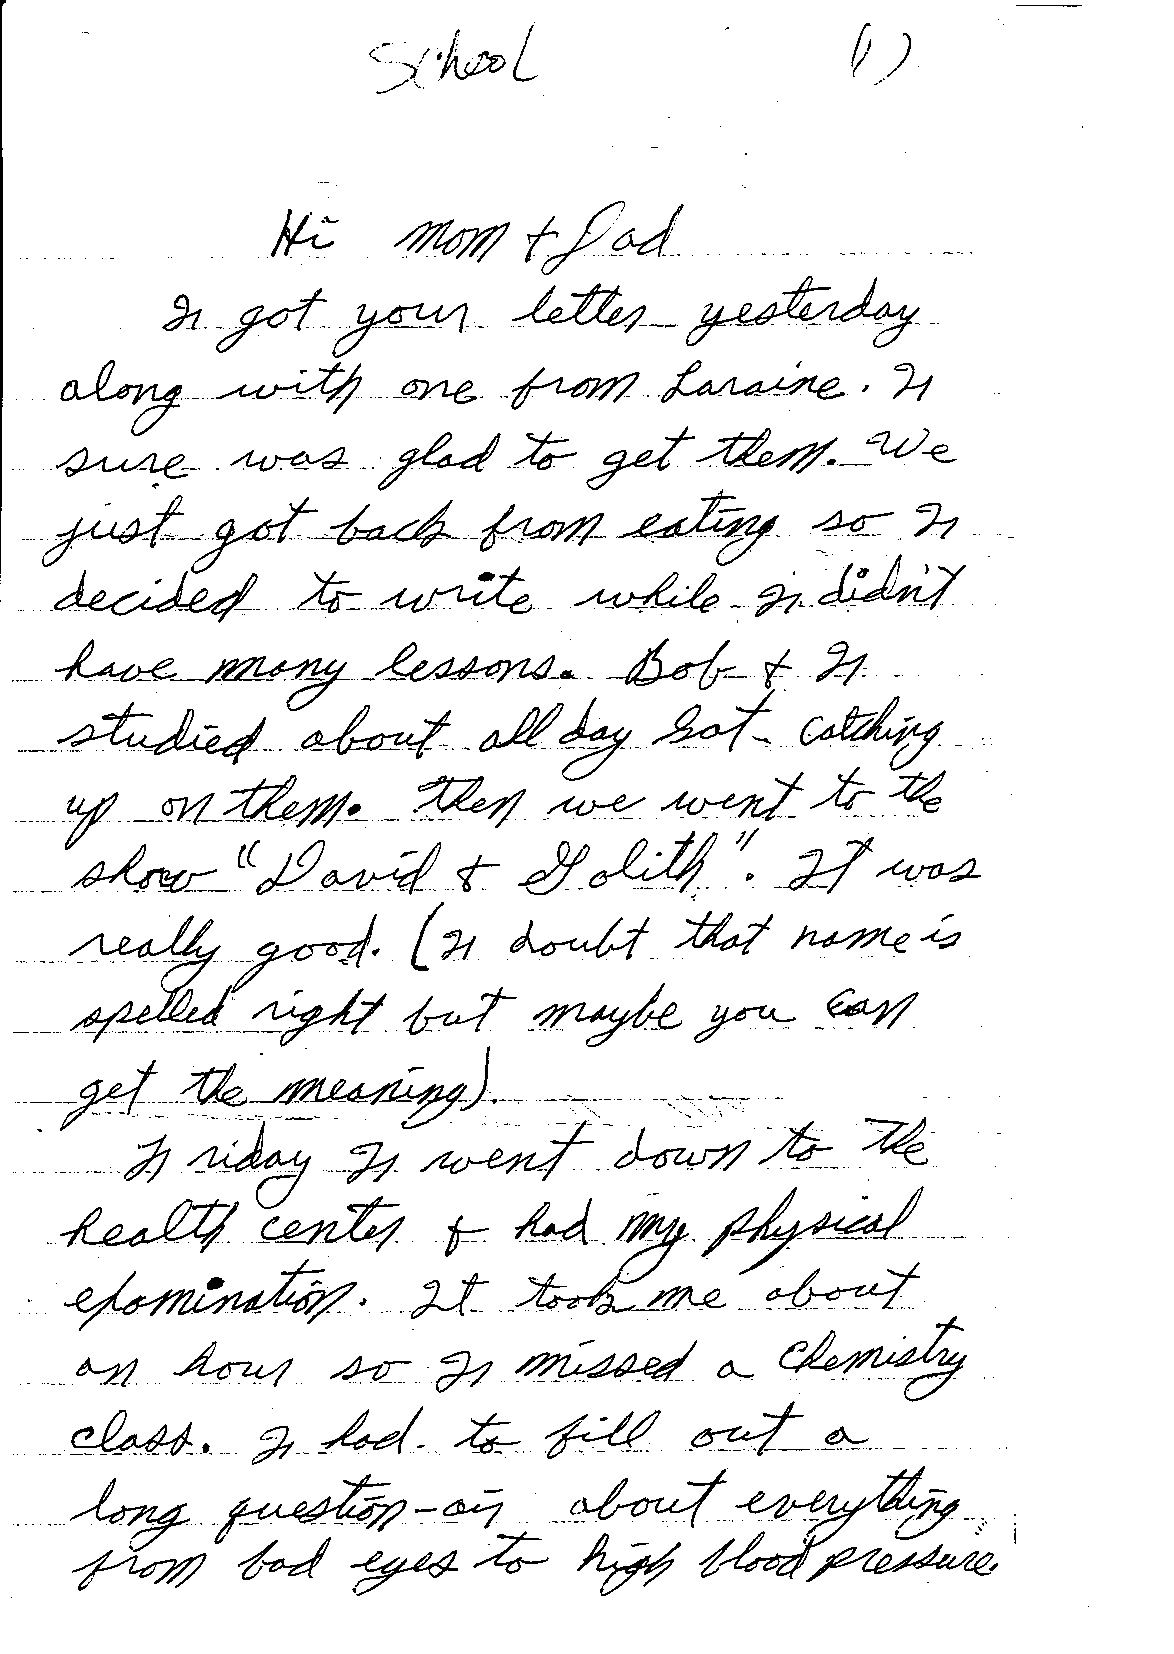 School (1)
Hi Mom + Dad
I got your letter yesterday
along with one from Laraine. I
sure was glad to get them. We
just got back from eating so I
decided to write while I didn't
have many lessons. Bob & I
studied about all day Sat - catching
up on them. Then we went to the
show "David & Golith". It was
really good. (I doubt that name is
spelled right but maybe you can
get the meaning).
Friday I went down to the
health center & had my physical
examination. It took me about
an hour so I missed a chemistry
class. I had to fill out a
long question-air about everything
from bad eyes to high blood pressure.